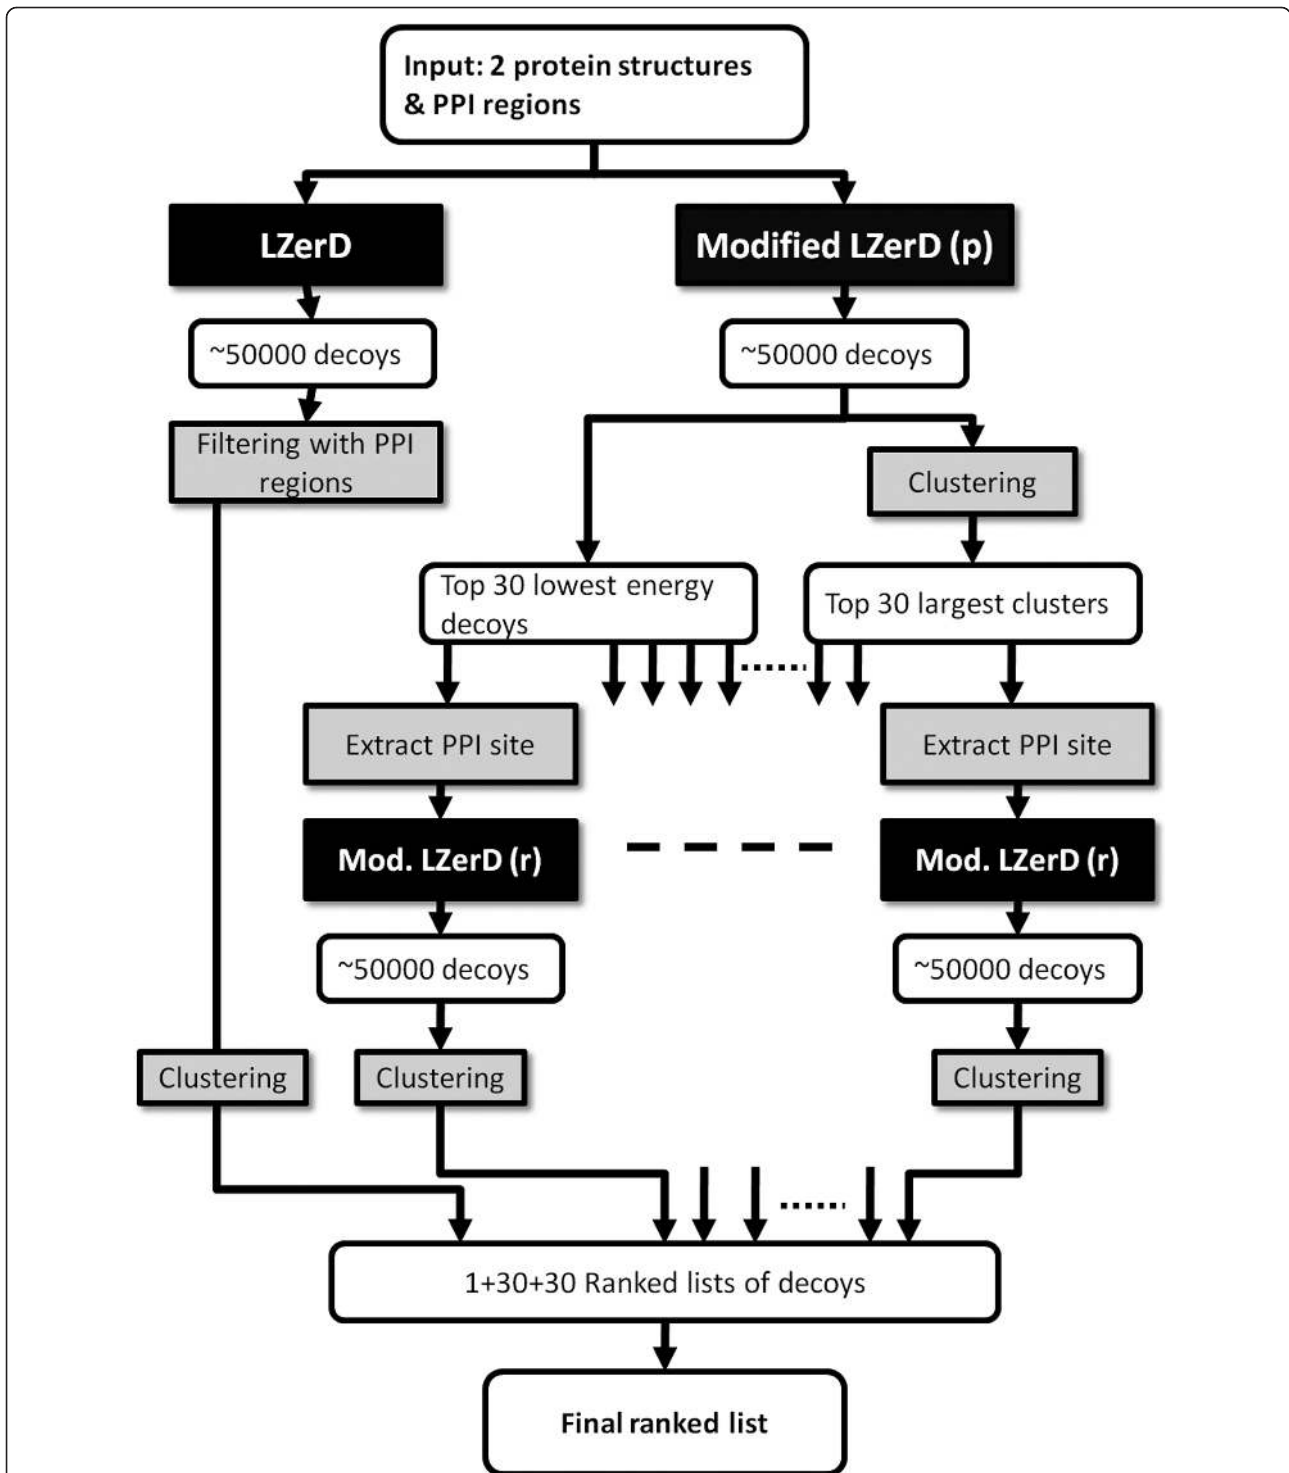 Input: 2 protein structures
& PPI regions
LZerD
Modified LZerD (p)
~50000 decoys
~50000 decoys
Filtering with PPI
regions
Clustering
Top 30 lowest energy
decoys
Top 30 largest clusters
Extract PPI site
Extract PPI site
Mod. LZerD (r)
Mod. LZerD (r)
~50000 decoys
~50000 decoys
Clustering
Clustering
Clustering
1+30+30 Ranked lists of decoys
Final ranked list